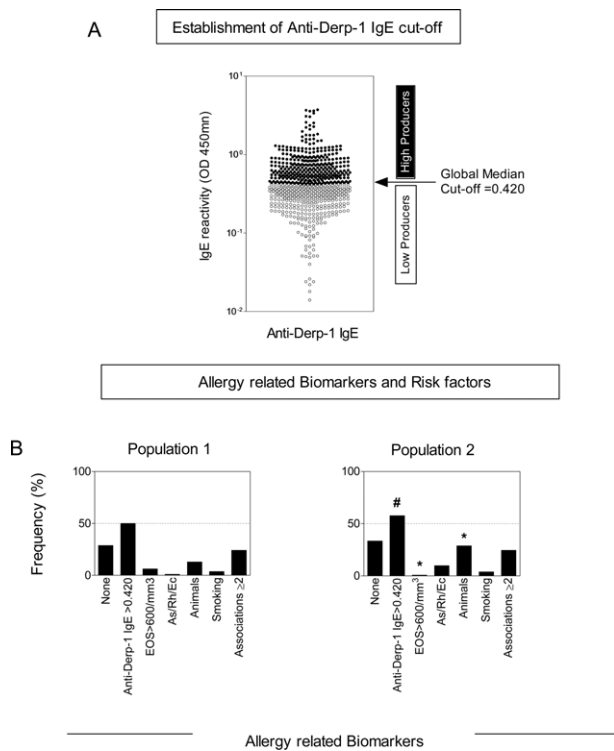 A
Establishment of Anti-Derp-1 IgE cut-off
IgE reactivity (OD 450mn)
10¹
10⁰
10⁻¹
10⁻²
Anti-Derp-1 IgE
High Producers
Low Producers
Global Median
Cut-off =0.420
Allergy related Biomarkers and Risk factors
B
Population 1
Frequency (%)
100
50
0
None
Anti-Derp-1 IgE >0.420
EOS>600/mm3
As/Rh/Ec
Animals
Smoking
Associations ≥2
Population 2
100
50
0
#
*
*
None
Anti-Derp-1 IgE >0.420
EOS>600/mm³
As/Rh/Ec
Animals
Smoking
Associations ≥2
Allergy related Biomarkers